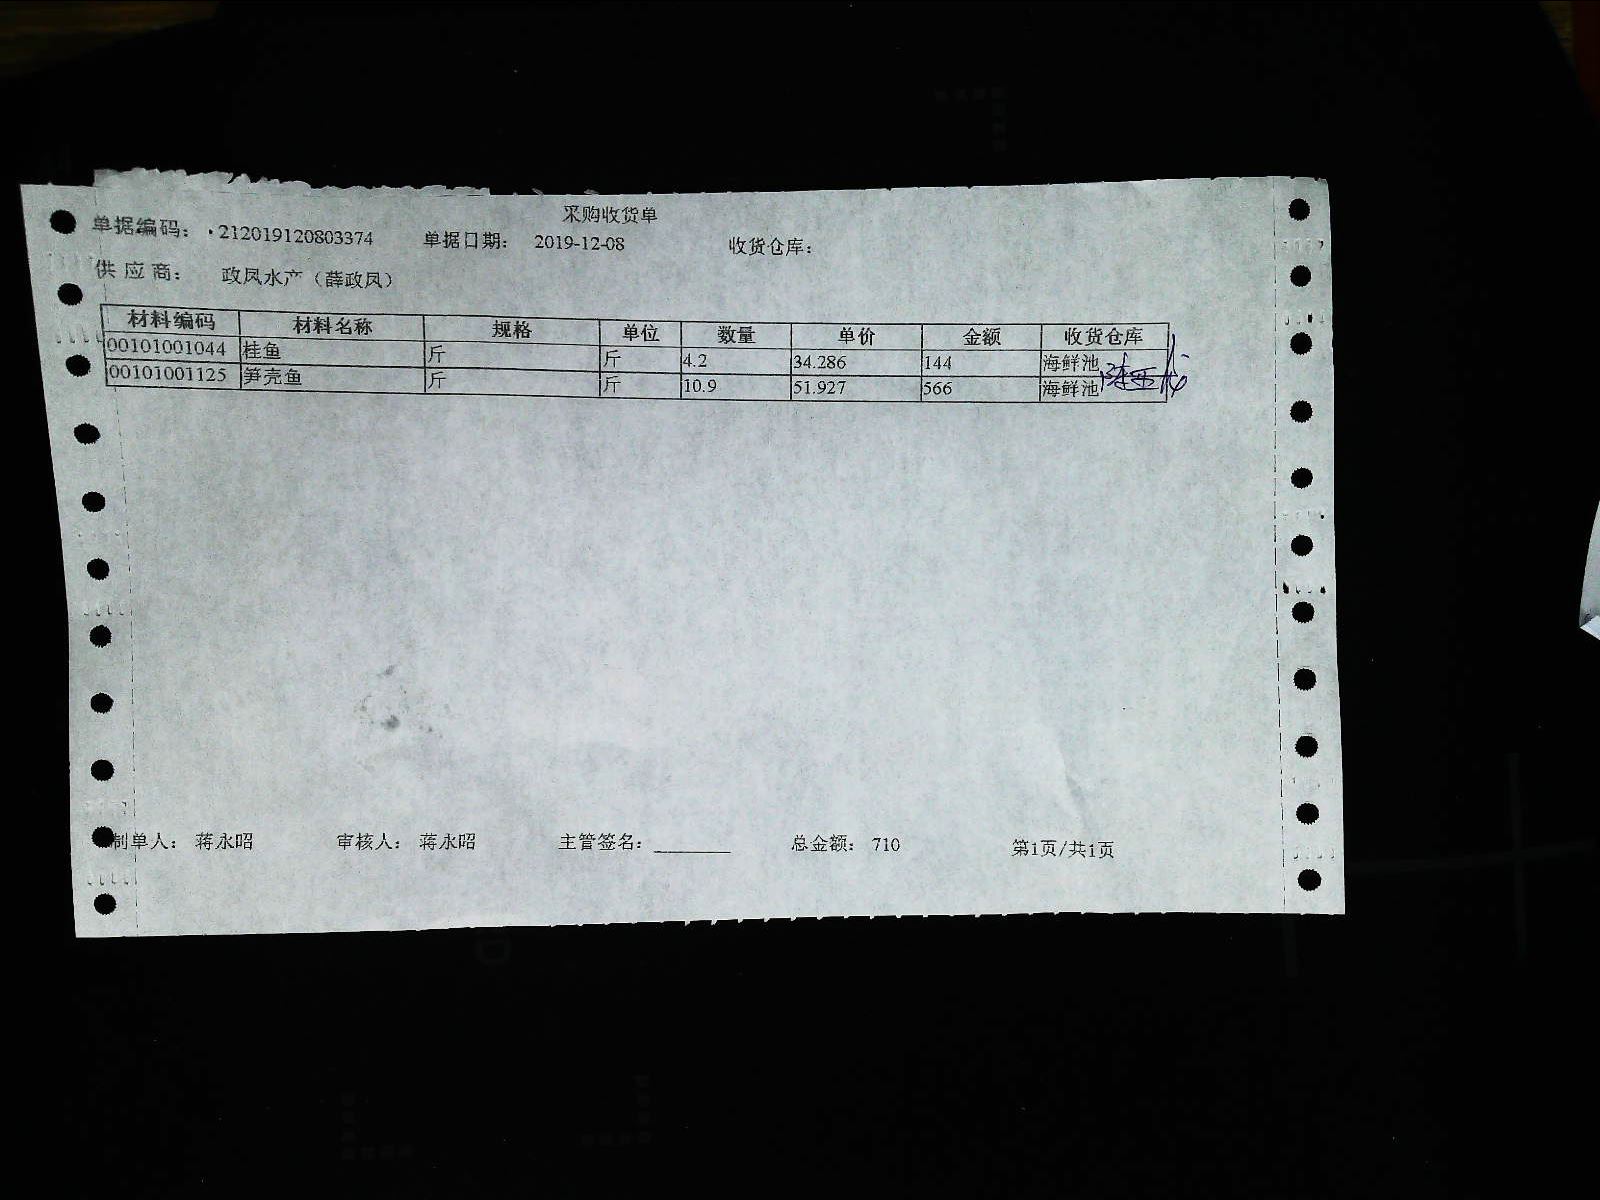 采购收货单
单据编码: 212019120803374 单据日期: 2019-12-08 收货仓库:
供应商: 政凤水产（薛政凤）
材料编码 材料名称 规格 单位 数量 单价 金额 收货仓库
00101001044 桂鱼 斤 斤 4.2 34.286 144 海鲜池
00101001125 笋壳鱼 斤 斤 10.9 51.927 566 海鲜池
制单人: 蒋永昭 审核人: 蒋永昭 主管签名: 总金额: 710 第1页/共1页